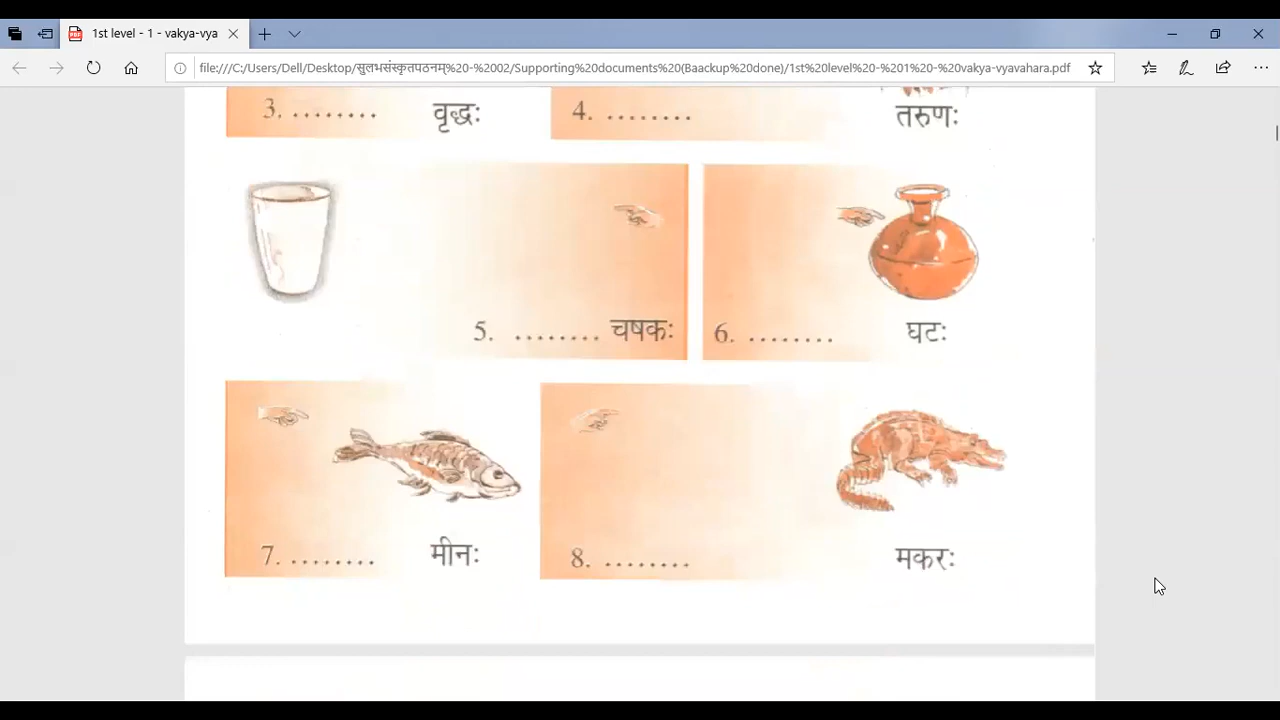 1st level - 1 - vakya-vya
file:///C:/Users/Dell/Desktop/सुलभसंस्कृतपठनम्%20-%2002/Supporting%20documents%20(Baackup%20done)/1st%20level%20-%201%20-%20vakya-vyavahara.pdf
3. ........ वृद्धः 4. ........ तरुणः
5. ........ चषकः 6. ........ घटः
7. ........ मीनः 8. ........ मकरः